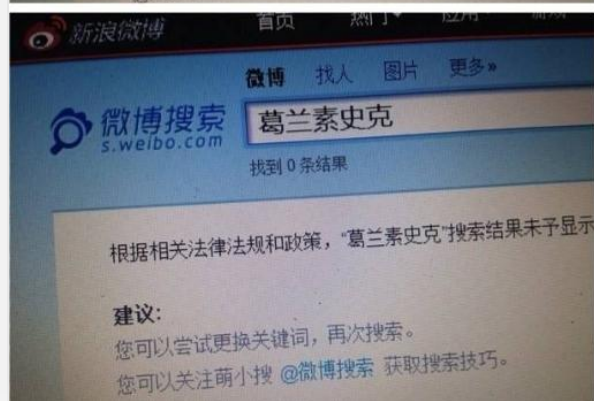 新浪微博 首页 热门 应用 游戏
微博 找人 图片 更多»
微博搜索
s.weibo.com
葛兰素史克
找到 0 条结果
根据相关法律法规和政策，“葛兰素史克”搜索结果未予显示
建议:
您可以尝试更换关键词，再次搜索。
您可以关注萌小搜 @微博搜索 获取搜索技巧。